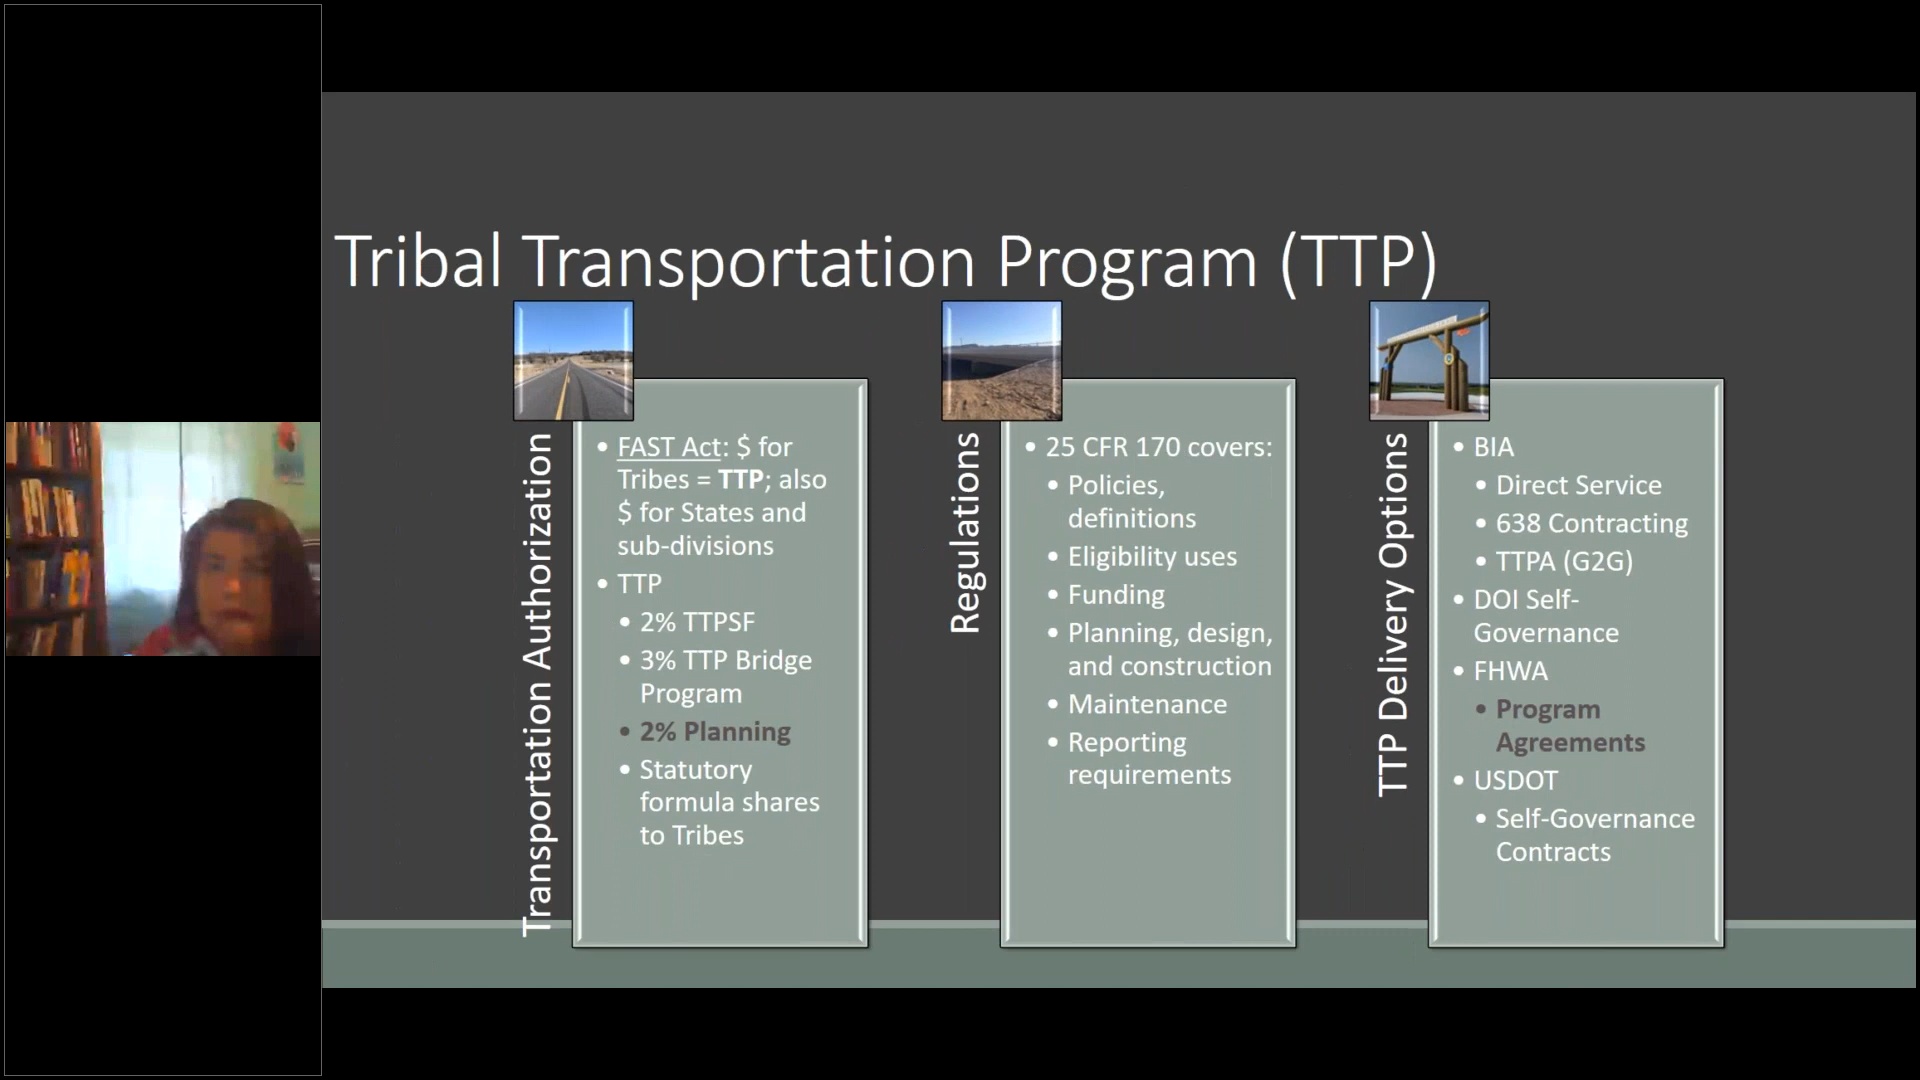 Tribal Transportation Program (TTP)
Transportation Authorization
• FAST Act: $ for
Tribes = TTP; also
$ for States and
sub-divisions
• TTP
• 2% TTPSF
• 3% TTP Bridge
Program
• 2% Planning
• Statutory
formula shares
to Tribes
Regulations
• 25 CFR 170 covers:
• Policies,
definitions
• Eligibility uses
• Funding
• Planning, design,
and construction
• Maintenance
• Reporting
requirements
TTP Delivery Options
• BIA
• Direct Service
• 638 Contracting
• TTPA (G2G)
• DOI Self-
Governance
• FHWA
• Program
Agreements
• USDOT
• Self-Governance
Contracts